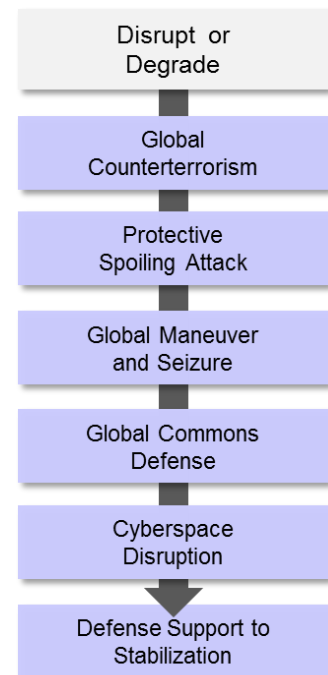 Disrupt or
Degrade
Global
Counterterrorism
Protective
Spoiling Attack
Global Maneuver
and Seizure
Global Commons
Defense
Cyberspace
Disruption
Defense Support to
Stabilization